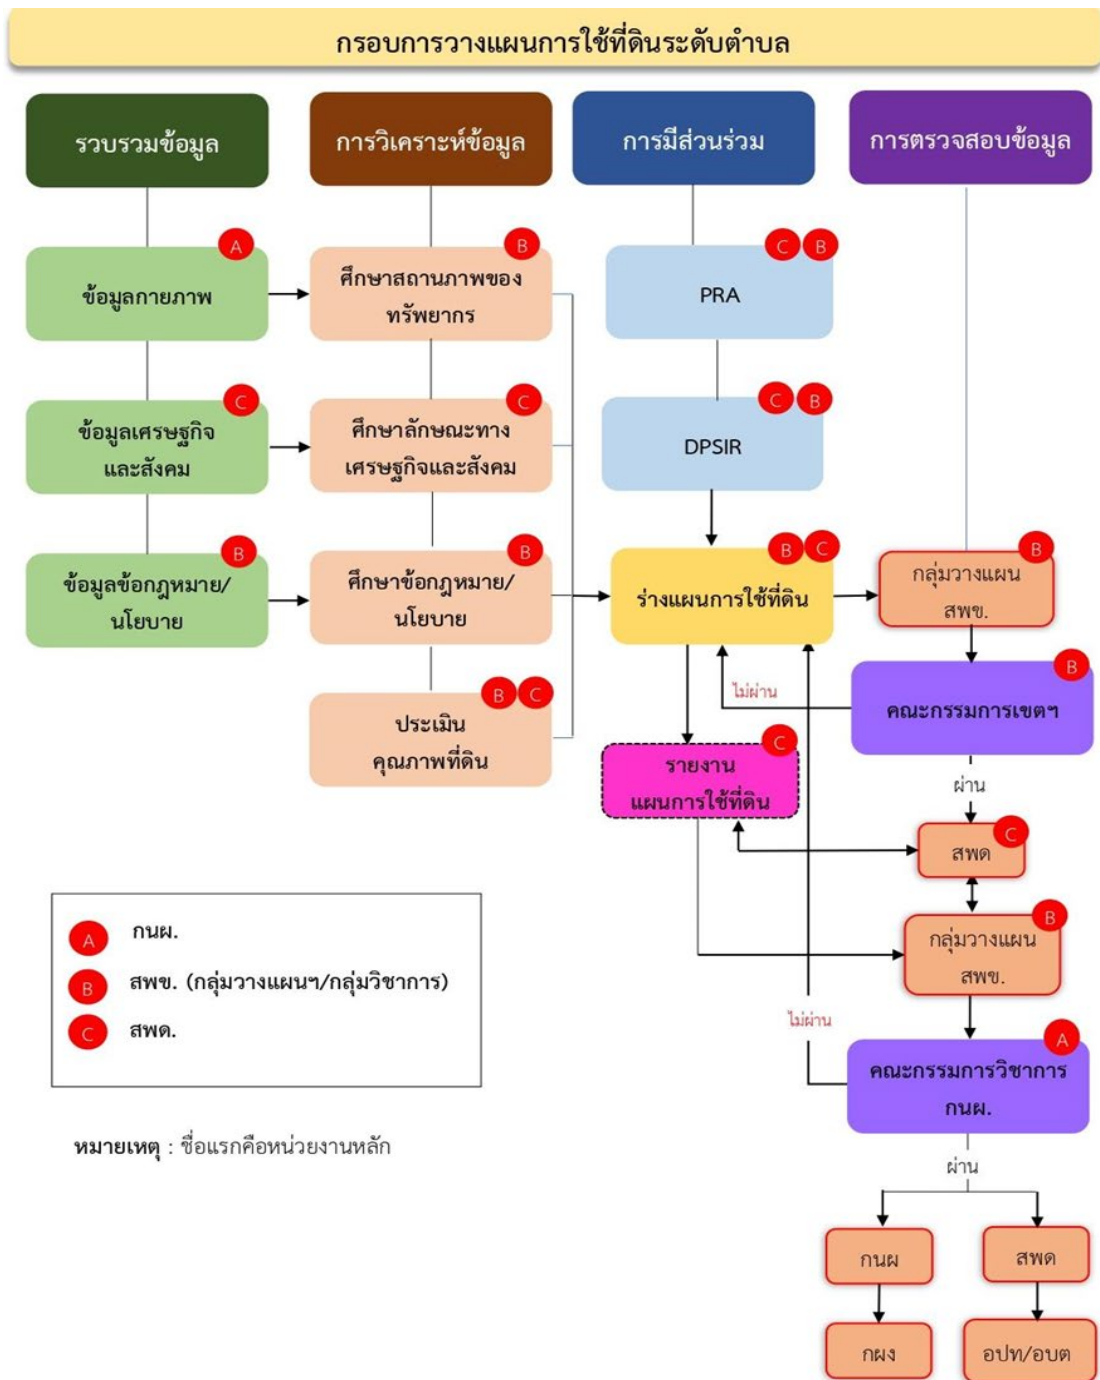 กรอบการวางแผนการใช้ที่ดินระดับตำบล
รวบรวมข้อมูล
การวิเคราะห์ข้อมูล
การมีส่วนร่วม
การตรวจสอบข้อมูล
A
ข้อมูลกายภาพ
B
ศึกษาสถานภาพของ
ทรัพยากร
C B
PRA
C
ข้อมูลเศรษฐกิจ
และสังคม
C
ศึกษาลักษณะทาง
เศรษฐกิจและสังคม
C B
DPSIR
B
ข้อมูลข้อกฎหมาย/
นโยบาย
B
ศึกษาข้อกฎหมาย/
นโยบาย
B C
ร่างแผนการใช้ที่ดิน
B
กลุ่มวางแผน
สพข.
B C
ประเมิน
คุณภาพที่ดิน
ไม่ผ่าน
B
คณะกรรมการเขตฯ
C
รายงาน
แผนการใช้ที่ดิน
ผ่าน
C
สพด
B
กลุ่มวางแผน
สพข.
A กนผ.
B สพข. (กลุ่มวางแผนฯ/กลุ่มวิชาการ)
C สพด.
ไม่ผ่าน
A
คณะกรรมการวิชาการ
กนผ.
หมายเหตุ : ชื่อแรกคือหน่วยงานหลัก
ผ่าน
กนผ
สพด
กผง
อปท/อบต